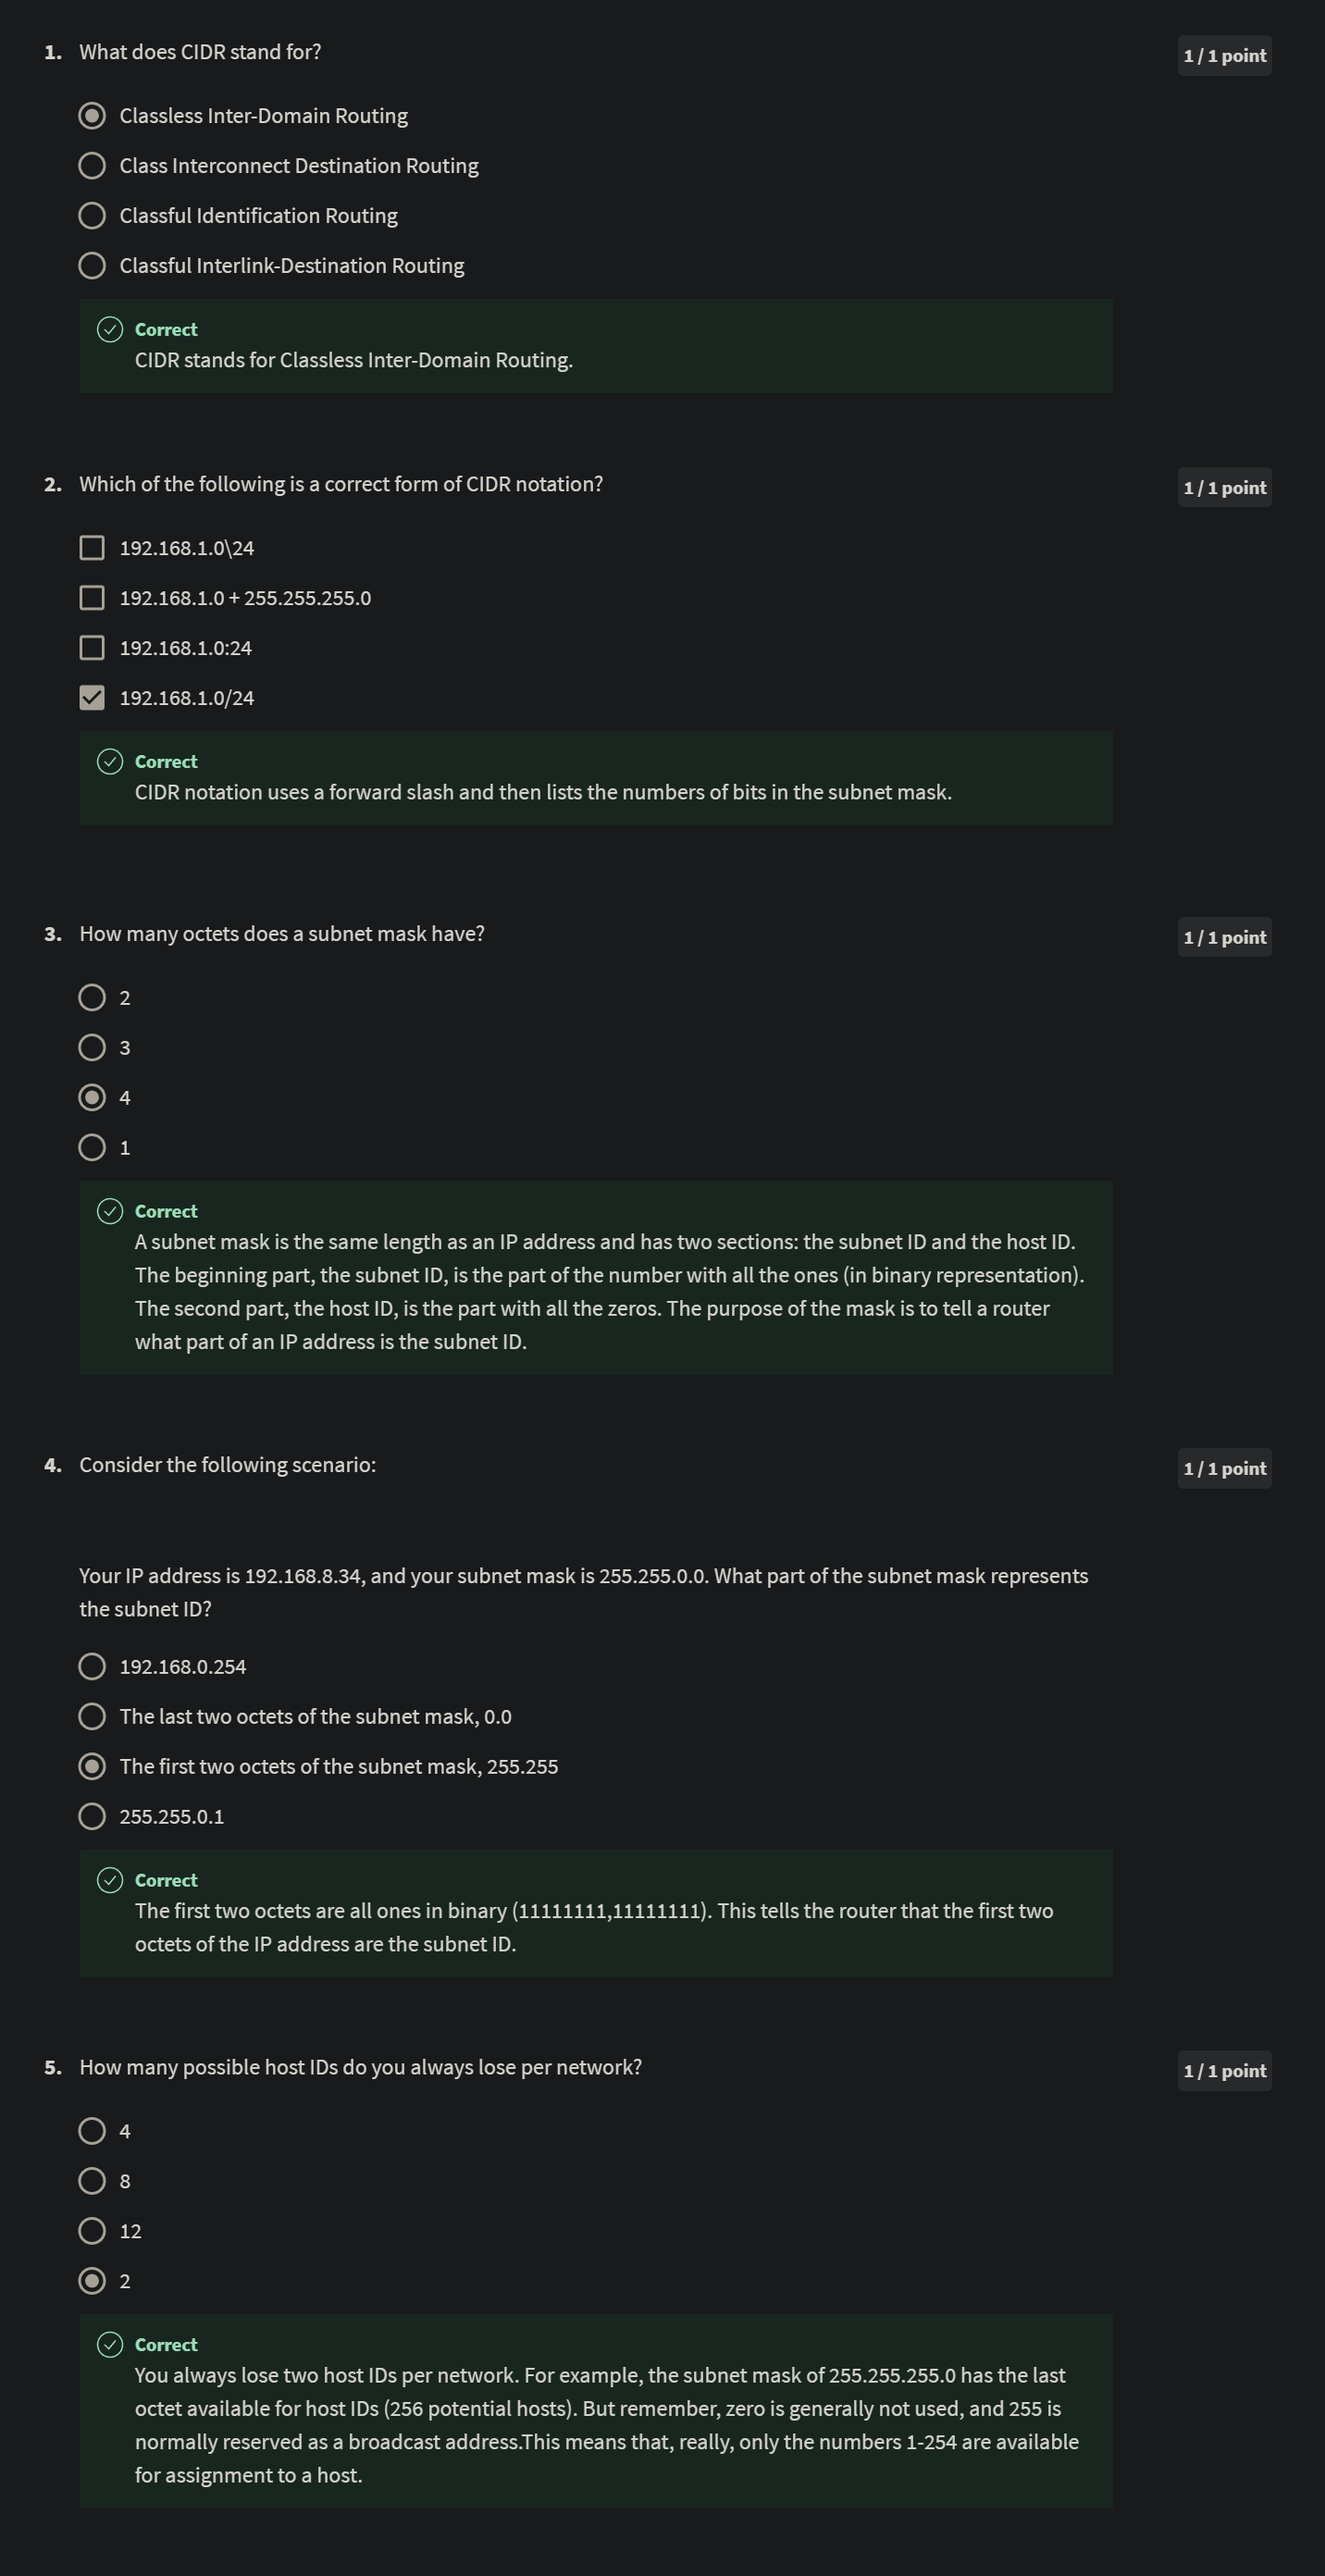 1. What does CIDR stand for?
1 / 1 point
Classless Inter-Domain Routing
Class Interconnect Destination Routing
Classful Identification Routing
Classful Interlink-Destination Routing
Correct
CIDR stands for Classless Inter-Domain Routing.
2. Which of the following is a correct form of CIDR notation?
1 / 1 point
192.168.1.0\24
192.168.1.0 + 255.255.255.0
192.168.1.0:24
192.168.1.0/24
Correct
CIDR notation uses a forward slash and then lists the numbers of bits in the subnet mask.
3. How many octets does a subnet mask have?
1 / 1 point
2
3
4
1
Correct
A subnet mask is the same length as an IP address and has two sections: the subnet ID and the host ID.
The beginning part, the subnet ID, is the part of the number with all the ones (in binary representation).
The second part, the host ID, is the part with all the zeros. The purpose of the mask is to tell a router
what part of an IP address is the subnet ID.
4. Consider the following scenario:
1 / 1 point
Your IP address is 192.168.8.34, and your subnet mask is 255.255.0.0. What part of the subnet mask represents
the subnet ID?
192.168.0.254
The last two octets of the subnet mask, 0.0
The first two octets of the subnet mask, 255.255
255.255.0.1
Correct
The first two octets are all ones in binary (11111111,11111111). This tells the router that the first two
octets of the IP address are the subnet ID.
5. How many possible host IDs do you always lose per network?
1 / 1 point
4
8
12
2
Correct
You always lose two host IDs per network. For example, the subnet mask of 255.255.255.0 has the last
octet available for host IDs (256 potential hosts). But remember, zero is generally not used, and 255 is
normally reserved as a broadcast address.This means that, really, only the numbers 1-254 are available
for assignment to a host.